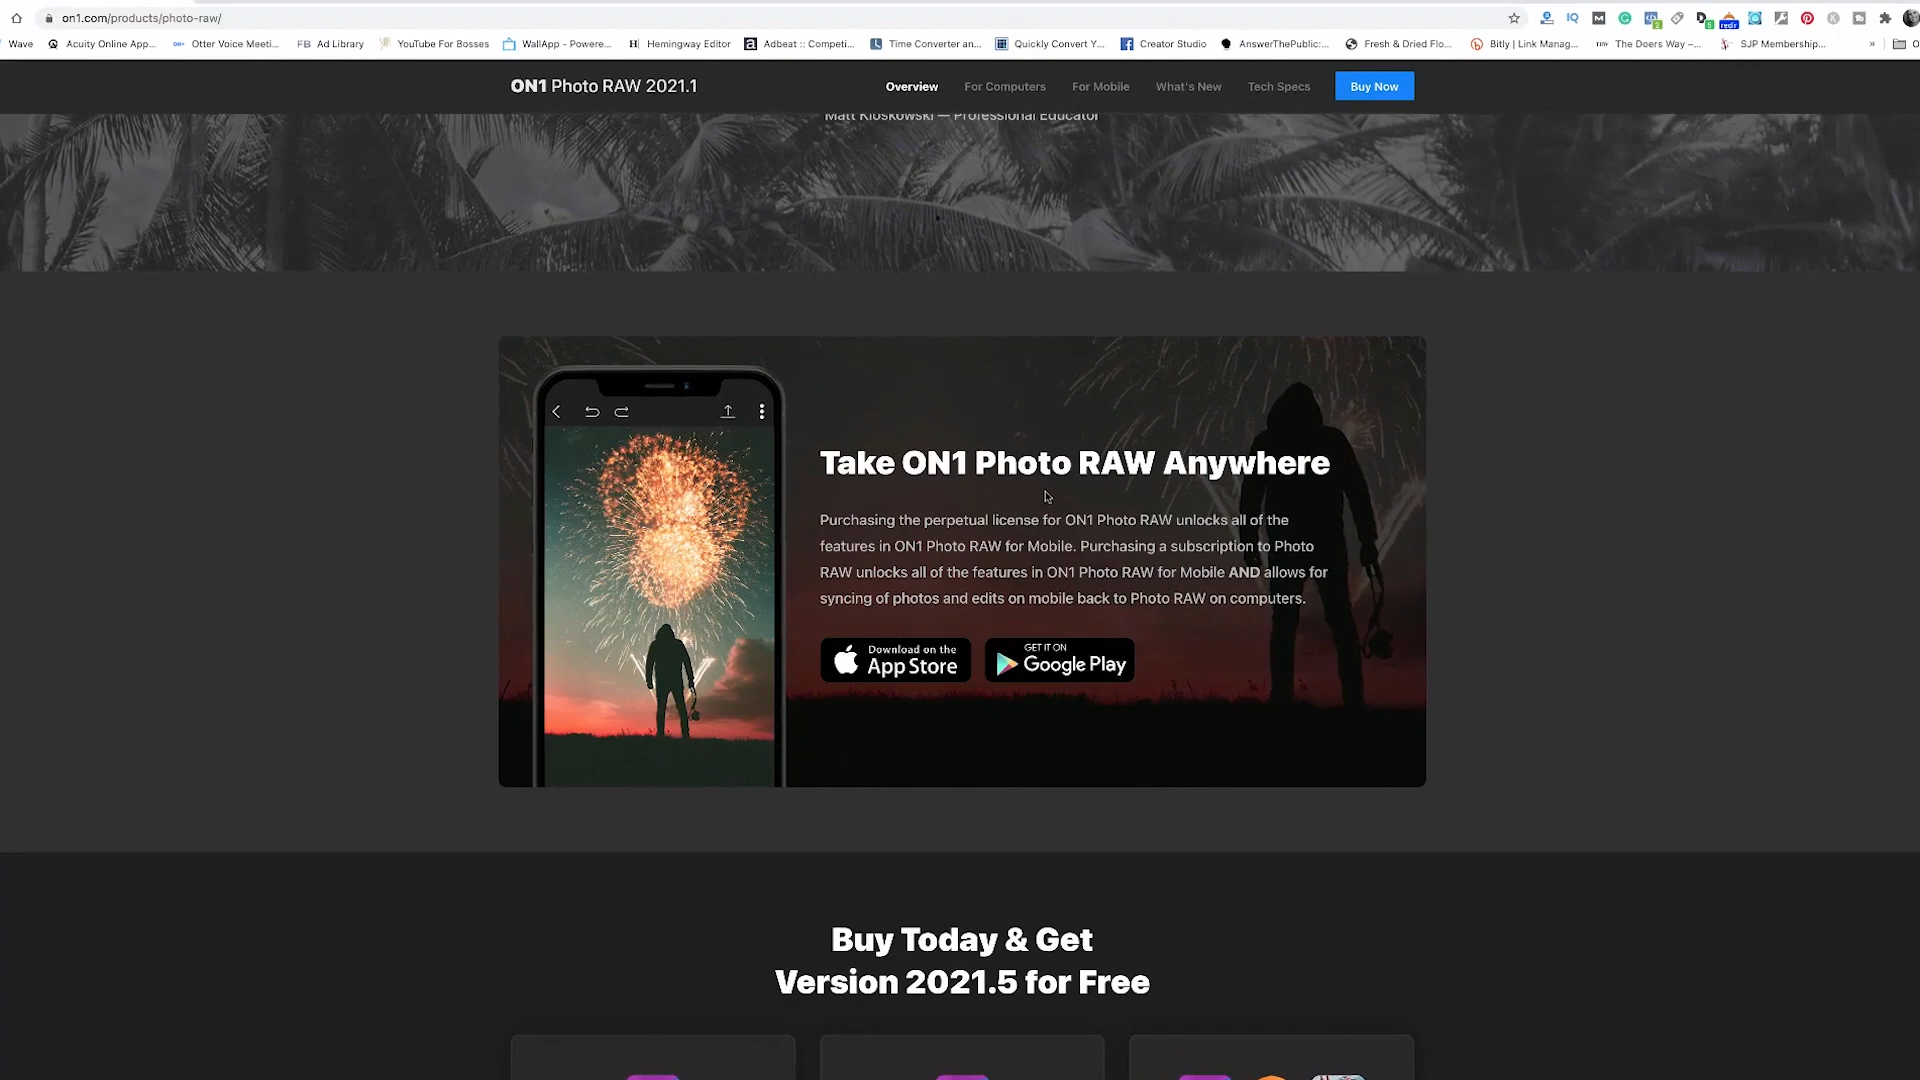 on1.com/products/photo-raw/
Wave Acuity Online App... Otter Voice Meeti... FB Ad Library YouTube For Bosses WallApp - Powere... H Hemingway Editor a Adbeat :: Competi... Time Converter an... Quickly Convert Y... Creator Studio AnswerThePublic:... Fresh & Dried Flo... Bitly | Link Manag... The Doers Way –... SJP Membership... »
ON1 Photo RAW 2021.1 Overview For Computers For Mobile What's New Tech Specs Buy Now
Matt Kloskowski — Professional Educator
Take ON1 Photo RAW Anywhere
Purchasing the perpetual license for ON1 Photo RAW unlocks all of the
features in ON1 Photo RAW for Mobile. Purchasing a subscription to Photo
RAW unlocks all of the features in ON1 Photo RAW for Mobile AND allows for
syncing of photos and edits on mobile back to Photo RAW on computers.
Download on the
App Store
GET IT ON
Google Play
Buy Today & Get
Version 2021.5 for Free